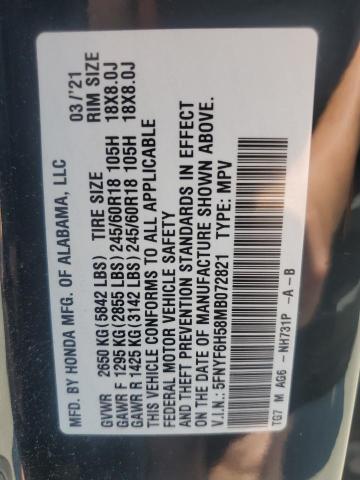 MFD. BY HONDA MFG. OF ALABAMA, LLC 03/'21
GVWR 2650 KG(5842 LBS) TIRE SIZE RIM SIZE
GAWR F 1295 KG(2855 LBS) 245/60R18 105H 18X8.0J
GAWR R 1425 KG(3142 LBS) 245/60R18 105H 18X8.0J
THIS VEHICLE CONFORMS TO ALL APPLICABLE
FEDERAL MOTOR VEHICLE SAFETY
AND THEFT PREVENTION STANDARDS IN EFFECT
ON THE DATE OF MANUFACTURE SHOWN ABOVE.
V.I.N.: 5FNYF6H58MB072821 TYPE: MPV
TG7 M AG6 -NH731P -A -B